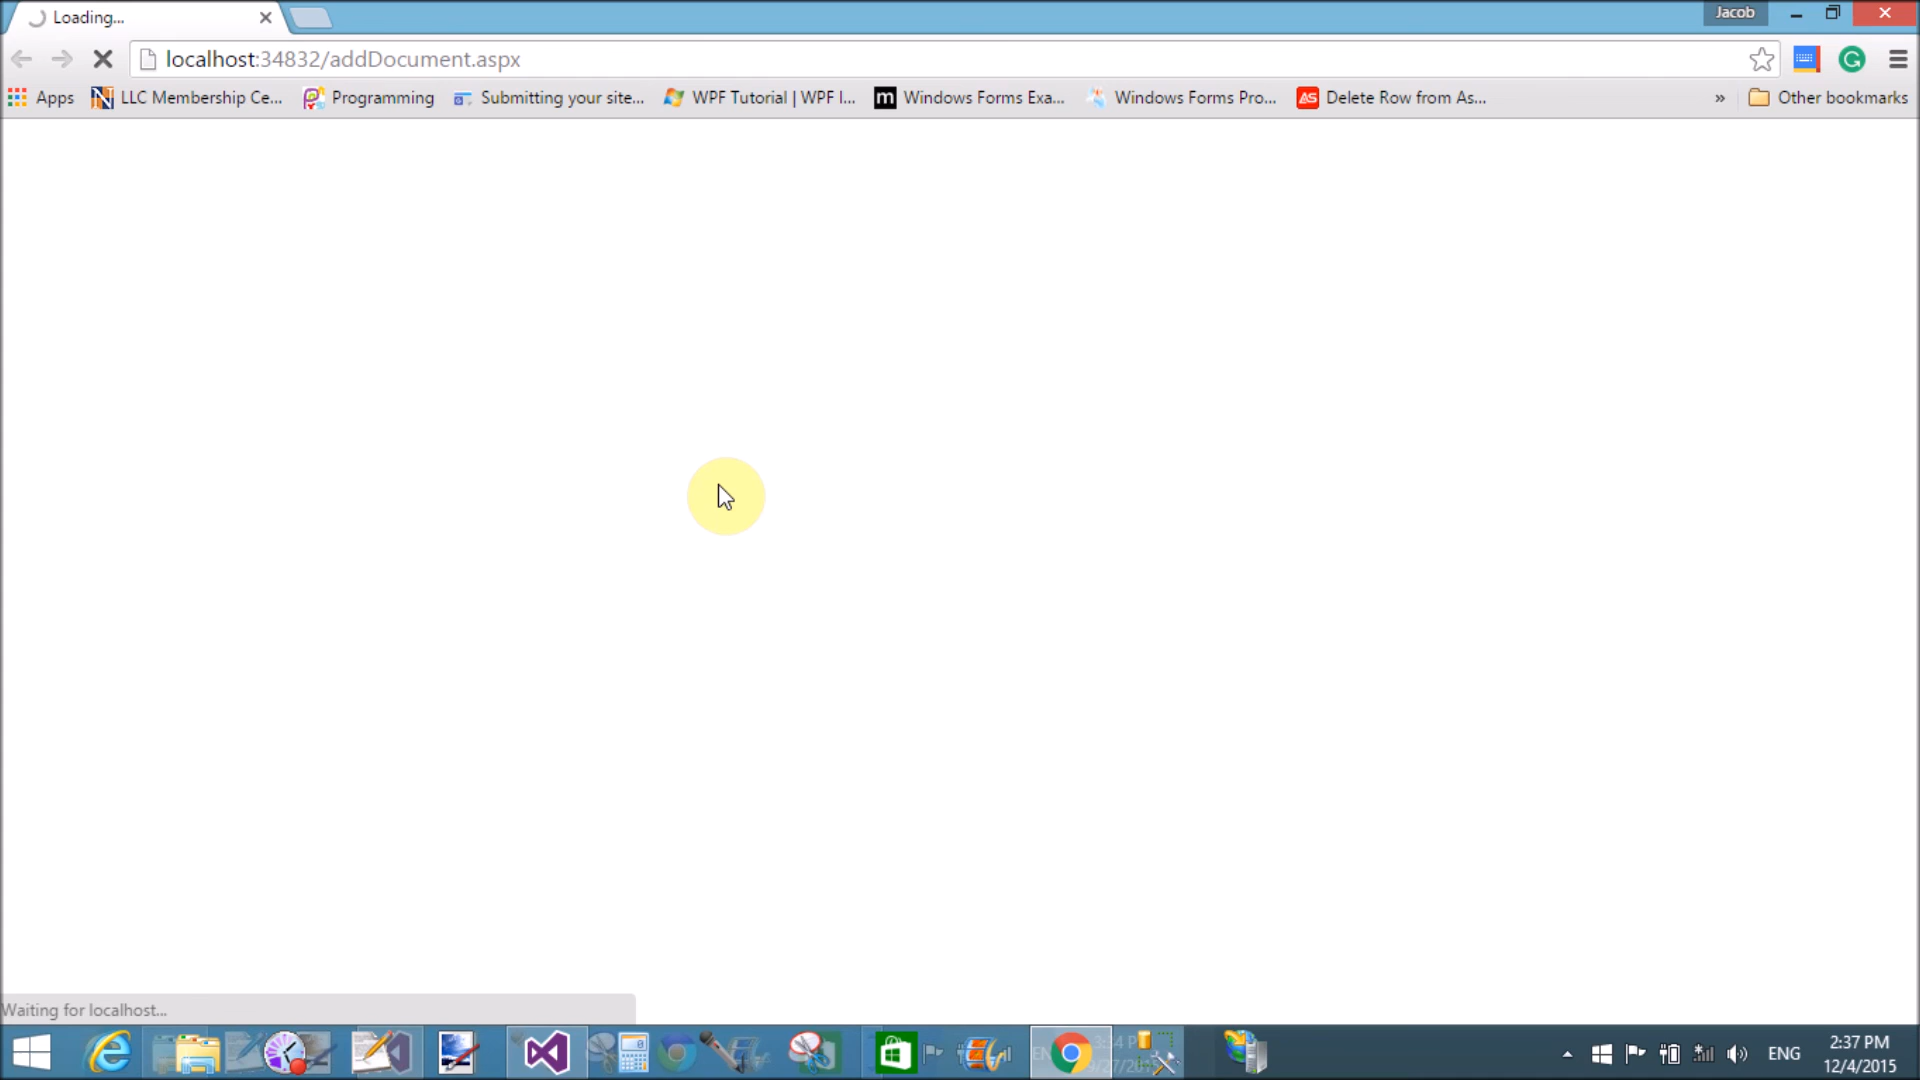 Loading...
Jacob
localhost:34832/addDocument.aspx
Apps
LLC Membership Ce...
Programming
Submitting your site...
WPF Tutorial | WPF I...
m
Windows Forms Exa...
Windows Forms Pro...
AS
Delete Row from As...
»
Other bookmarks
Waiting for localhost...
ENG
2:37 PM
12/4/2015